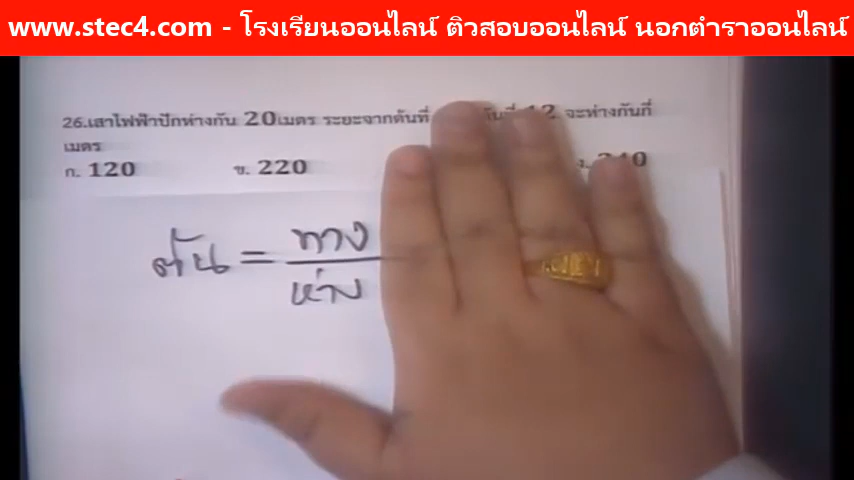 www.stec4.com - โรงเรียนออนไลน์ ติวสอบออนไลน์ นอกตำราออนไลน์
26.เสาไฟฟ้าปักห่างกัน 20เมตร ระยะจากต้นที่ 12 จะห่างกันกี่
เมตร
ก. 120 ข. 220
ต้น = ทาง
ห่าง